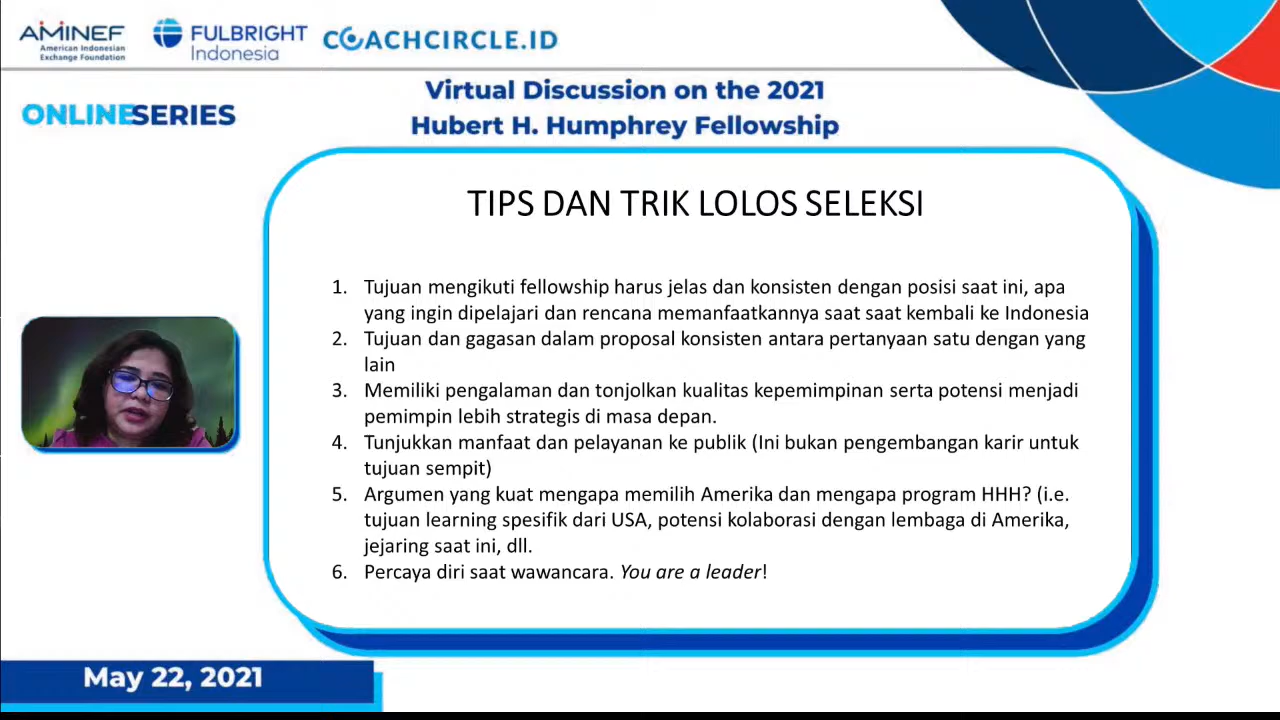 AMINEF
American Indonesian
Exchange Foundation
FULBRIGHT
Indonesia
COACHCIRCLE.ID
ONLINESERIES
Virtual Discussion on the 2021
Hubert H. Humphrey Fellowship
TIPS DAN TRIK LOLOS SELEKSI
1. Tujuan mengikuti fellowship harus jelas dan konsisten dengan posisi saat ini, apa
yang ingin dipelajari dan rencana memanfaatkannya saat saat kembali ke Indonesia
2. Tujuan dan gagasan dalam proposal konsisten antara pertanyaan satu dengan yang
lain
3. Memiliki pengalaman dan tonjolkan kualitas kepemimpinan serta potensi menjadi
pemimpin lebih strategis di masa depan.
4. Tunjukkan manfaat dan pelayanan ke publik (Ini bukan pengembangan karir untuk
tujuan sempit)
5. Argumen yang kuat mengapa memilih Amerika dan mengapa program HHH? (i.e.
tujuan learning spesifik dari USA, potensi kolaborasi dengan lembaga di Amerika,
jejaring saat ini, dll.
6. Percaya diri saat wawancara. You are a leader!
May 22, 2021